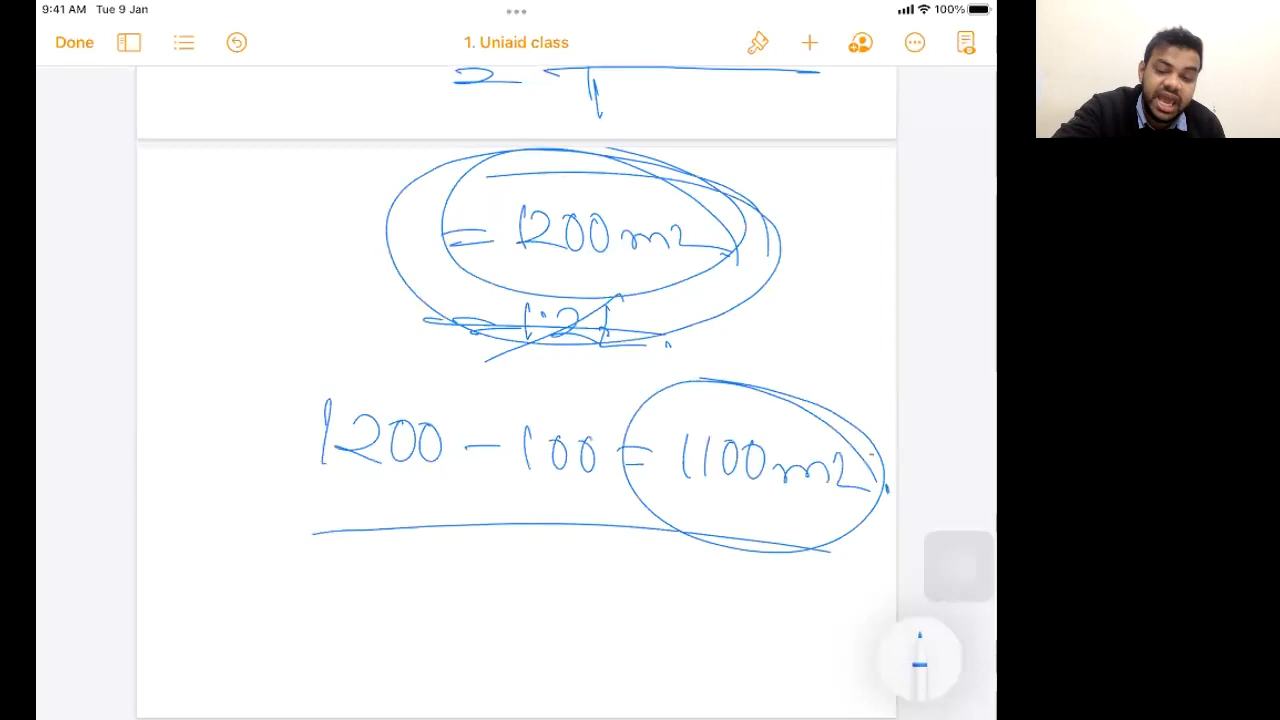 9:41 AM Tue 9 Jan
100%
Done
1. Uniaid class
= 1200 m2
1200 - 100 = 1100 m2